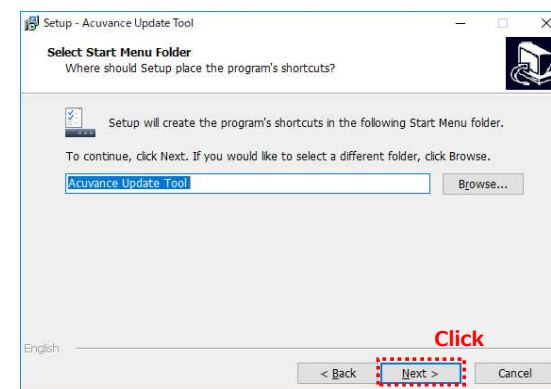 Setup - Acuvance Update Tool
Select Start Menu Folder
Where should Setup place the program's shortcuts?
Setup will create the program's shortcuts in the following Start Menu folder.
To continue, click Next. If you would like to select a different folder, click Browse.
Acuvance Update Tool
Browse...
Click
English
< Back
Next >
Cancel